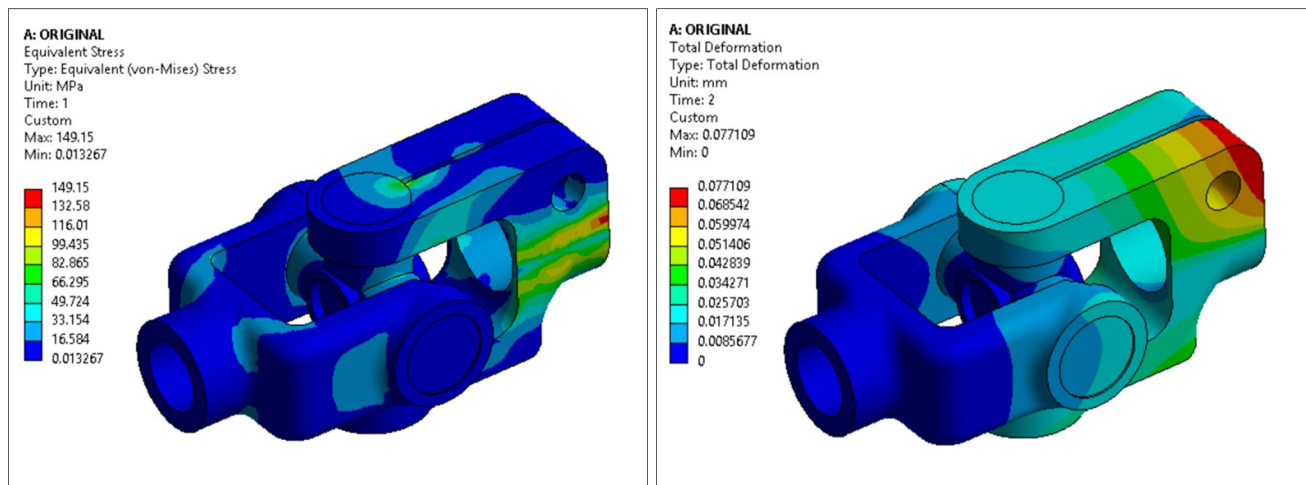 A: ORIGINAL
Equivalent Stress
Type: Equivalent (von-Mises) Stress
Unit: MPa
Time: 1
Custom
Max: 149.15
Min: 0.013267
149.15
132.58
116.01
99.435
82.865
66.295
49.724
33.154
16.584
0.013267
A: ORIGINAL
Total Deformation
Type: Total Deformation
Unit: mm
Time: 2
Custom
Max: 0.077109
Min: 0
0.077109
0.068542
0.059974
0.051406
0.042839
0.034271
0.025703
0.017135
0.0085677
0